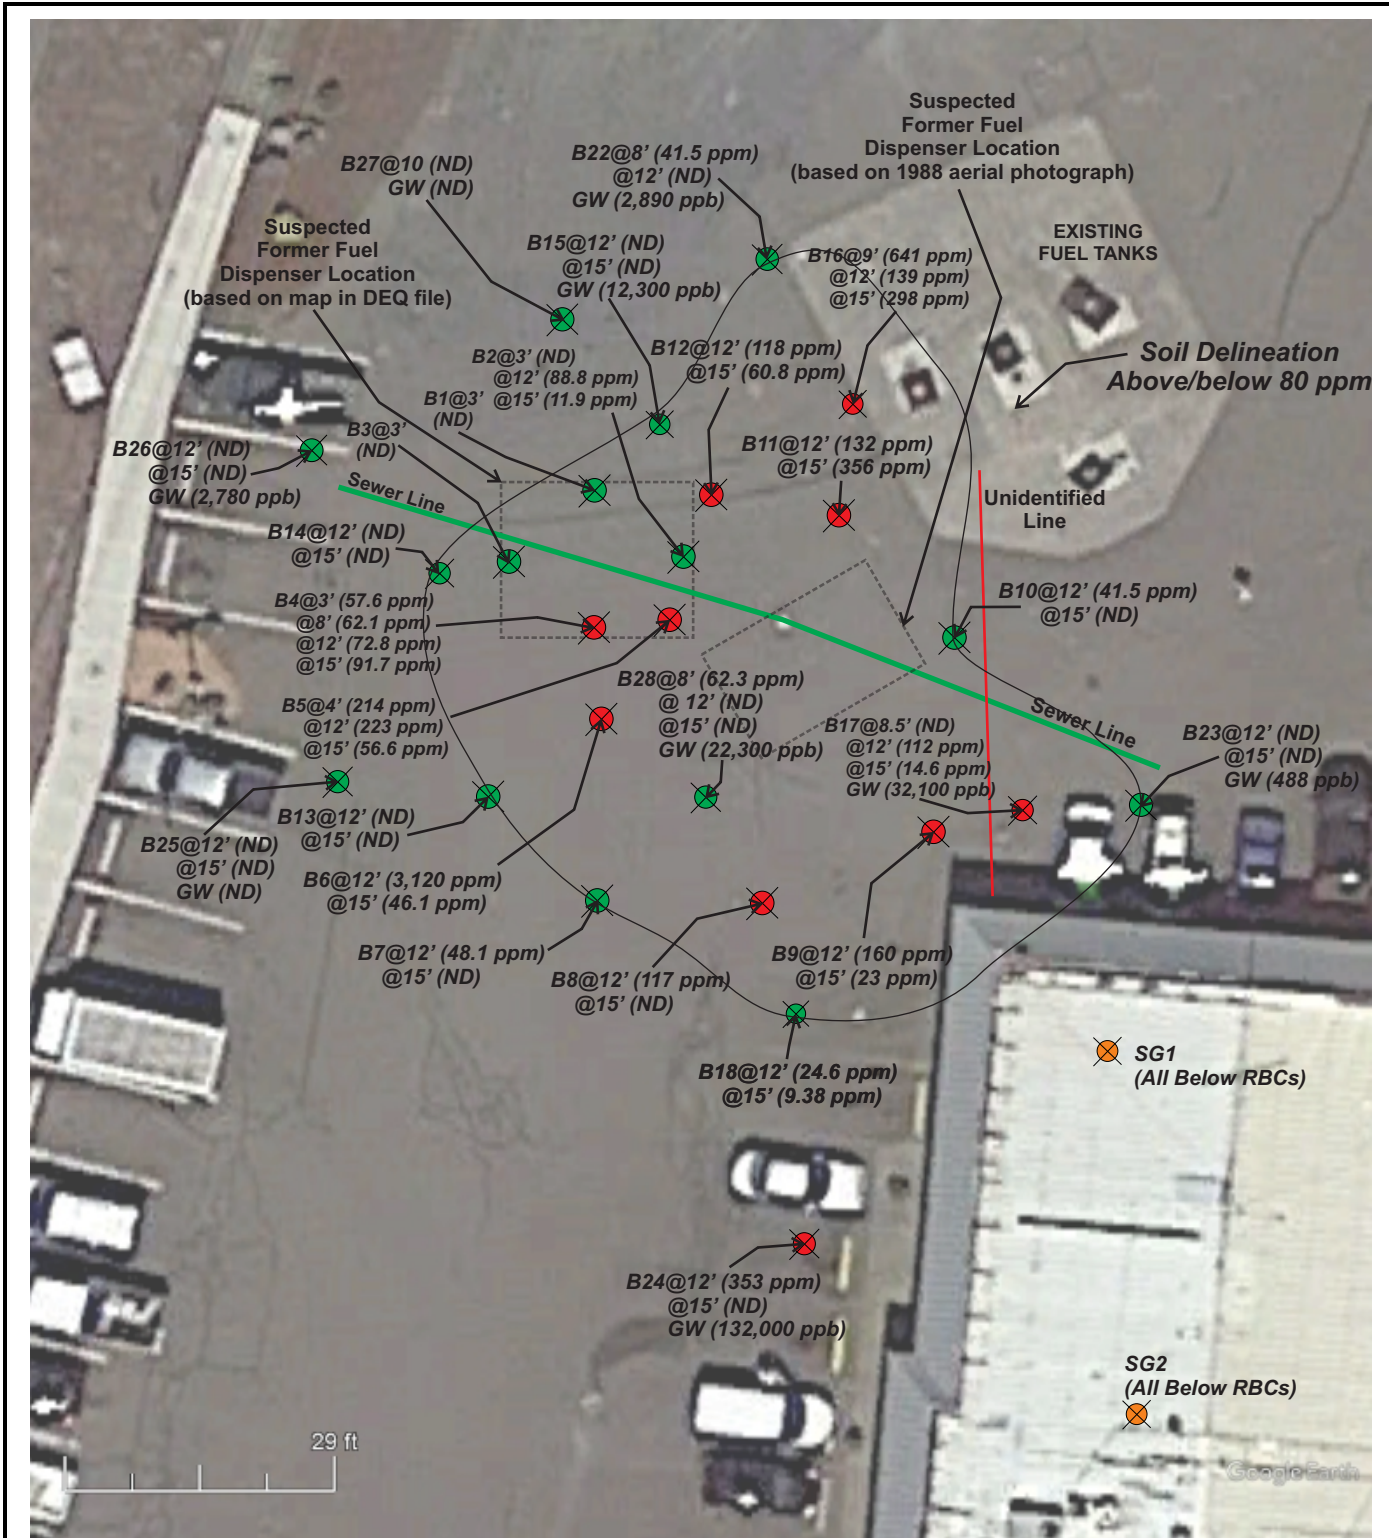 Suspected
Former Fuel
Dispenser Location
(based on 1988 aerial photograph)
B22@8’ (41.5 ppm)
@12’ (ND)
GW (2,890 ppb)
B27@10 (ND)
GW (ND)
Suspected
Former Fuel
Dispenser Location
(based on map in DEQ file)
B15@12’ (ND)
@15’ (ND)
GW (12,300 ppb)
B16@9’ (641 ppm)
@12’ (139 ppm)
@15’ (298 ppm)
EXISTING
FUEL TANKS
Soil Delineation
Above/below 80 ppm
B2@3’ (ND)
@12’ (88.8 ppm)
@15’ (11.9 ppm)
B12@12’ (118 ppm)
@15’ (60.8 ppm)
B1@3’
(ND)
B3@3’
(ND)
B11@12’ (132 ppm)
@15’ (356 ppm)
B26@12’ (ND)
@15’ (ND)
GW (2,780 ppb)
Sewer Line
Unidentified
Line
B14@12’ (ND)
@15’ (ND)
B4@3’ (57.6 ppm)
@8’ (62.1 ppm)
@12’ (72.8 ppm)
@15’ (91.7 ppm)
B10@12’ (41.5 ppm)
@15’ (ND)
B5@4’ (214 ppm)
@12’ (223 ppm)
@15’ (56.6 ppm)
B28@8’ (62.3 ppm)
@ 12’ (ND)
@15’ (ND)
GW (22,300 ppb)
B17@8.5’ (ND)
@12’ (112 ppm)
@15’ (14.6 ppm)
GW (32,100 ppb)
Sewer Line
B23@12’ (ND)
@15’ (ND)
GW (488 ppb)
B13@12’ (ND)
@15’ (ND)
B25@12’ (ND)
@15’ (ND)
GW (ND)
B6@12’ (3,120 ppm)
@15’ (46.1 ppm)
B7@12’ (48.1 ppm)
@15’ (ND)
B8@12’ (117 ppm)
@15’ (ND)
B9@12’ (160 ppm)
@15’ (23 ppm)
B18@12’ (24.6 ppm)
@15’ (9.38 ppm)
SG1
(All Below RBCs)
B24@12’ (353 ppm)
@15’ (ND)
GW (132,000 ppb)
SG2
(All Below RBCs)
29 ft
Google Earth